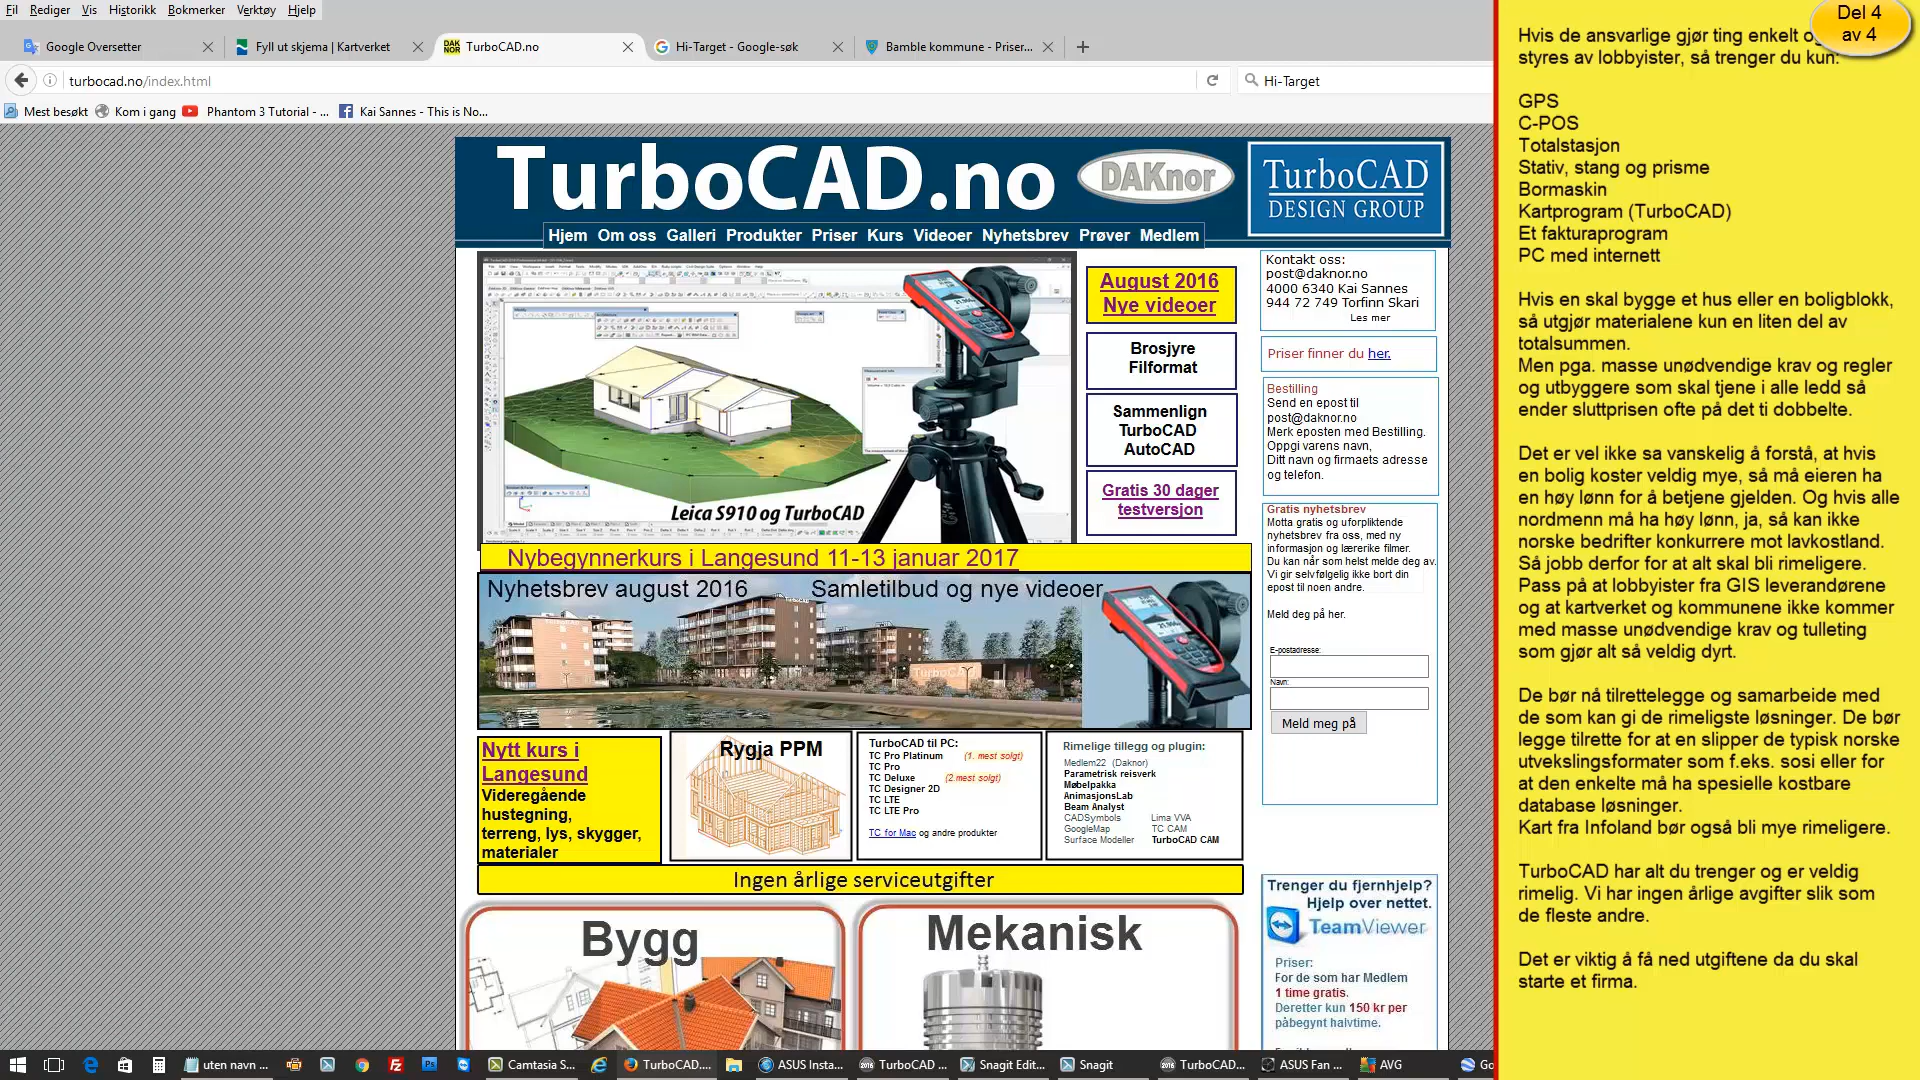 Fil Rediger Vis Historikk Bokmerker Verktøy Hjelp
Google Oversetter
Fyll ut skjema | Kartverket
TurboCAD.no
Hi-Target - Google-søk
Bamble kommune - Priser...
turbocad.no/index.html
Hi-Target
Mest besøkt Kom i gang Phantom 3 Tutorial - ... Kai Sannes - This is No...
TurboCAD.no
DAKnor
TurboCAD
DESIGN GROUP
Hjem Om oss Galleri Produkter Priser Kurs Videoer Nyhetsbrev Prøver Medlem
Leica S910 og TurboCAD
August 2016
Nye videoer
Brosjyre
Filformat
Sammenlign
TurboCAD
AutoCAD
Gratis 30 dager
testversjon
Kontakt oss:
post@daknor.no
4000 6340 Kai Sannes
944 72 749 Torfinn Skari
Les mer
Priser finner du her.
Bestilling
Send en epost til
post@daknor.no
Merk eposten med Bestilling.
Oppgi varens navn,
Ditt navn og firmaets adresse
og telefon.
Gratis nyhetsbrev
Motta gratis og uforpliktende
nyhetsbrev fra oss, med ny
informasjon og lærerike filmer.
Du kan når som helst melde deg av.
Vi gir selvfølgelig ikke bort din
epost til noen andre.
Meld deg på her.
E-postadresse:
Navn:
Meld meg på
Nybegynnerkurs i Langesund 11-13 januar 2017
Nyhetsbrev august 2016 Samletilbud og nye videoer
TurboCAD
Nytt kurs i
Langesund
Videregående
hustegning,
terreng, lys, skygger,
materialer
Rygja PPM
TurboCAD til PC:
TC Pro Platinum (1. mest solgt)
TC Pro
TC Deluxe (2.mest solgt)
TC Designer 2D
TC LTE
TC LTE Pro
TC for Mac og andre produkter
Rimelige tillegg og plugin:
Medlem22 (Daknor)
Parametrisk reisverk
Møbelpakka
AnimasjonsLab
Beam Analyst
CADSymbols Lima VVA
GoogleMap TC CAM
Surface Modeller TurboCAD CAM
Ingen årlige serviceutgifter
Bygg
Mekanisk
Trenger du fjernhjelp?
Hjelp over nettet.
TeamViewer
Priser:
For de som har Medlem
1 time gratis.
Deretter kun 150 kr per
påbegynt halvtime.
Del 4
av 4
Hvis de ansvarlige gjør ting enkelt
styres av lobbyister, så trenger du kun:
GPS
C-POS
Totalstasjon
Stativ, stang og prisme
Bormaskin
Kartprogram (TurboCAD)
Et fakturaprogram
PC med internett
Hvis en skal bygge et hus eller en boligblokk,
så utgjør materialene kun en liten del av
totalsummen.
Men pga. masse unødvendige krav og regler
og utbyggere som skal tjene i alle ledd så
ender sluttprisen ofte på det ti dobbelte.
Det er vel ikke sa vanskelig å forstå, at hvis
en bolig koster veldig mye, så må eieren ha
en høy lønn for å betjene gjelden. Og hvis alle
nordmenn må ha høy lønn, ja, så kan ikke
norske bedrifter konkurrere mot lavkostland.
Så jobb derfor for at alt skal bli rimeligere.
Pass på at lobbyister fra GIS leverandørene
og at kartverket og kommunene ikke kommer
med masse unødvendige krav og tulleting
som gjør alt så veldig dyrt.
De bør nå tilrettelegge og samarbeide med
de som kan gi de rimeligste løsninger. De bør
legge tilrette for at en slipper de typisk norske
utvekslingsformater som f.eks. sosi eller for
at den enkelte må ha spesielle kostbare
database løsninger.
Kart fra Infoland bør også bli mye rimeligere.
TurboCAD har alt du trenger og er veldig
rimelig. Vi har ingen årlige avgifter slik som
de fleste andre.
Det er viktig å få ned utgiftene da du skal
starte et firma.
uten navn ... Camtasia S... TurboCAD.... ASUS Insta... TurboCAD ... Snagit Edit... Snagit TurboCA... ASUS Fan ... AVG Go